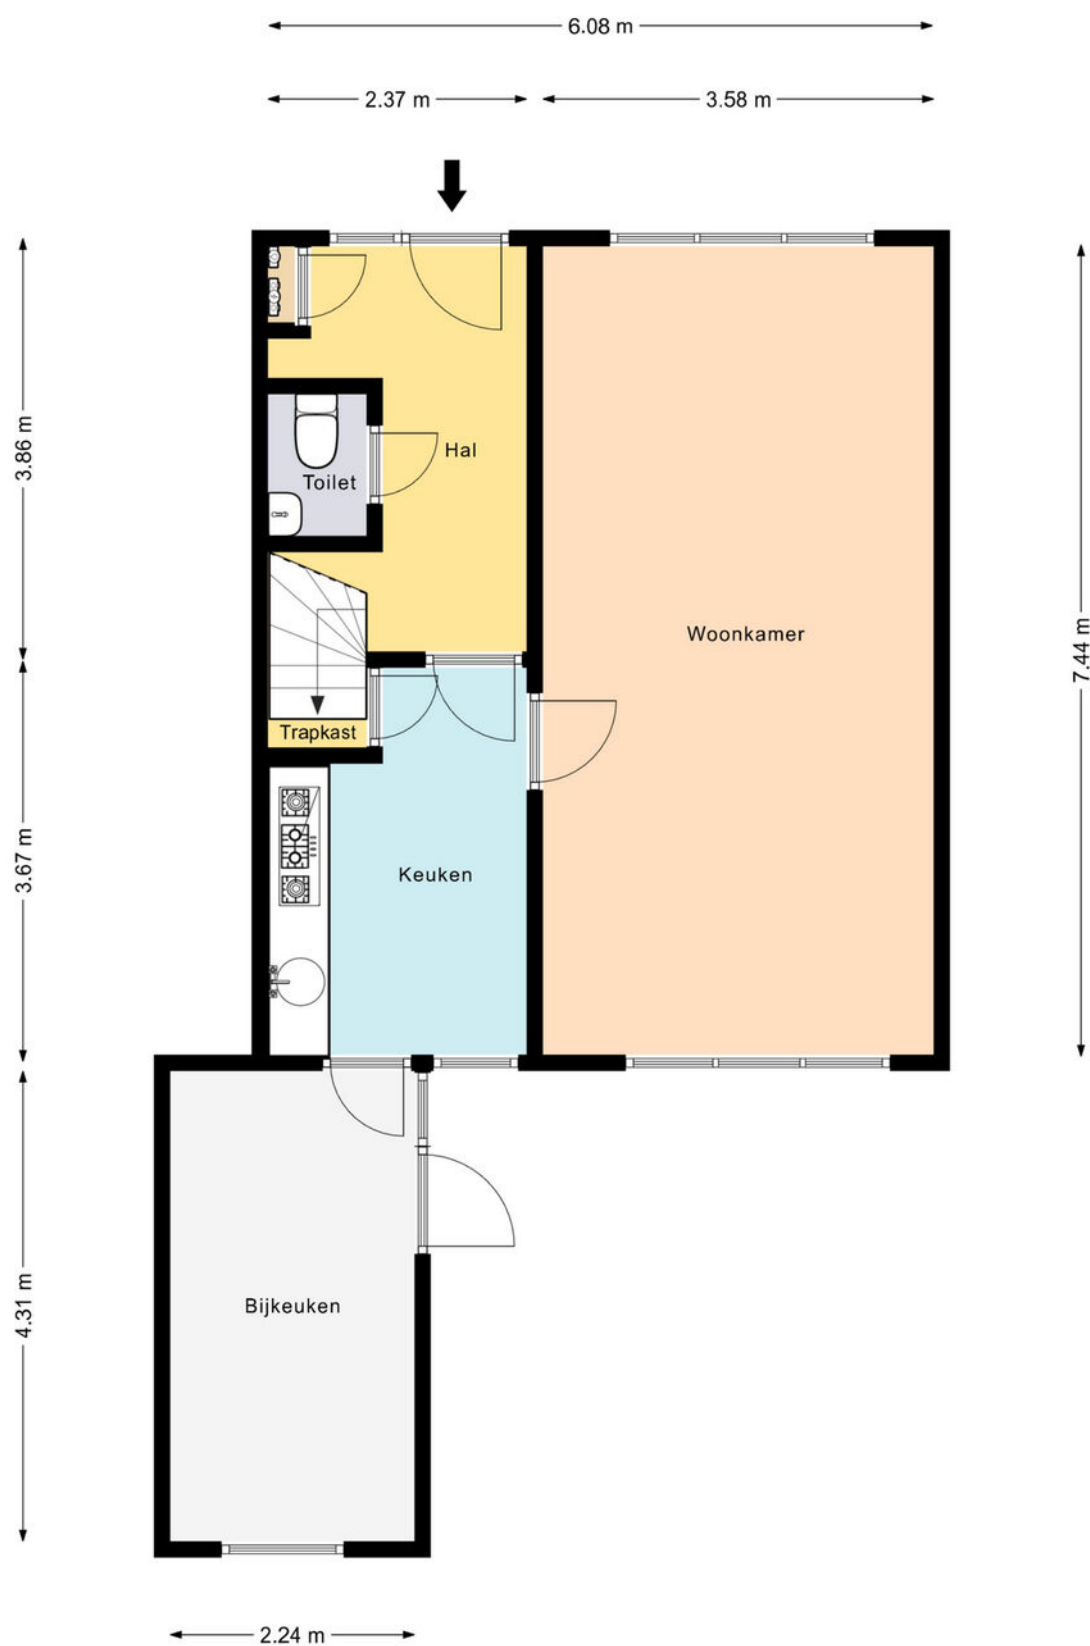 6.08 m
2.37 m
3.58 m
3.86 m
Hal
Toilet
Woonkamer
7.44 m
Trapkast
3.67 m
Keuken
4.31 m
Bijkeuken
2.24 m